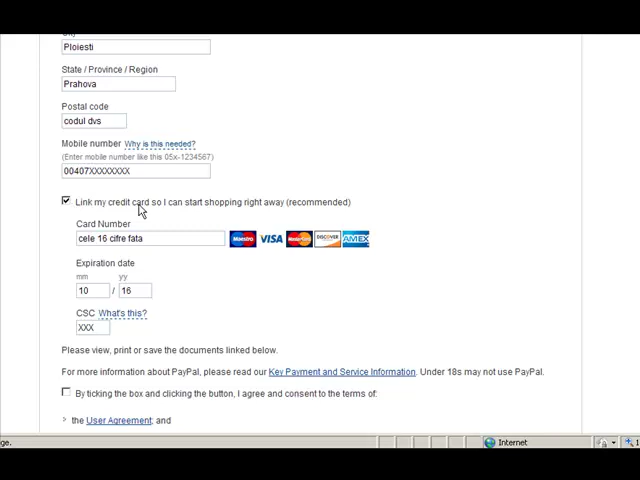 City
Ploiesti
State / Province / Region
Prahova
Postal code
codul dvs
Mobile number Why is this needed?
(Enter mobile number like this 05x-1234567)
00407XXXXXXXX
Link my credit card so I can start shopping right away (recommended)
Card Number
cele 16 cifre fata
Maestro VISA MasterCard DISCOVER AMEX
Expiration date
mm yy
10 / 16
CSC What's this?
XXX
Please view, print or save the documents linked below.
For more information about PayPal, please read our Key Payment and Service Information. Under 18s may not use PayPal.
By ticking the box and clicking the button, I agree and consent to the terms of:
the User Agreement; and
ge.
Internet
1